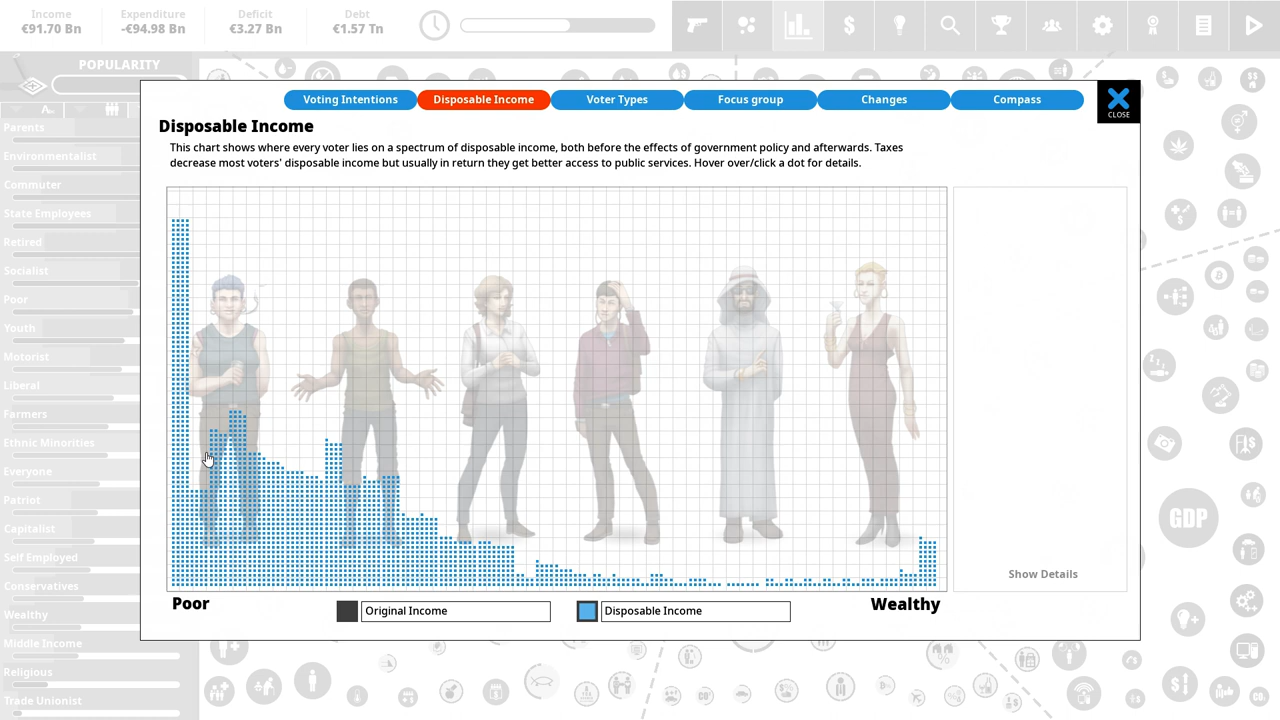 Income
Expenditure
Deficit
Debt
€91.70 Bn
-€94.98 Bn
€3.27 Bn
€1.57 Tn
POPULARITY
Parents
Environmentalist
Commuter
State Employees
Retired
Socialist
Poor
Youth
Motorist
Liberal
Farmers
Ethnic Minorities
Everyone
Patriot
Capitalist
Self Employed
Conservatives
Wealthy
Middle Income
Religious
Trade Unionist
Voting Intentions
Disposable Income
Voter Types
Focus group
Changes
Compass
CLOSE
Disposable Income
This chart shows where every voter lies on a spectrum of disposable income, both before the effects of government policy and afterwards. Taxes
decrease most voters' disposable income but usually in return they get better access to public services. Hover over/click a dot for details.
Show Details
Poor
Original Income
Disposable Income
Wealthy
GDP